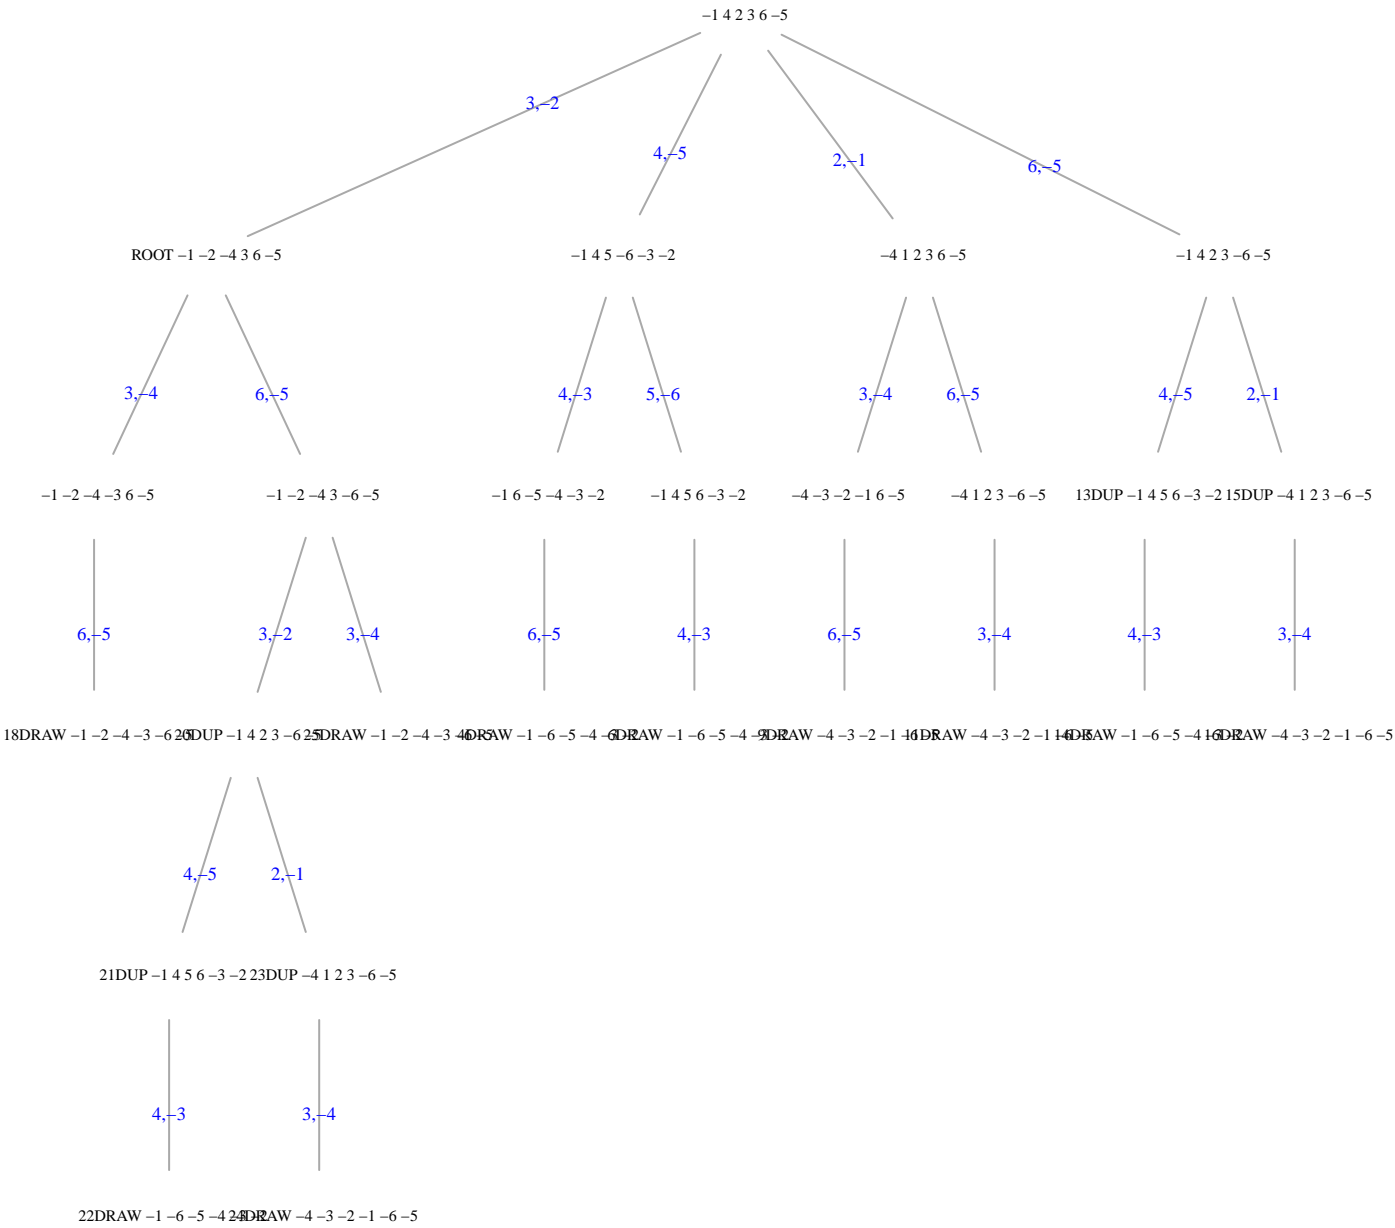 −1 4 2 3 6 −5
3,−2
4,−5
2,−1
6,−5
ROOT −1 −2 −4 3 6 −5
−1 4 5 −6 −3 −2
−4 1 2 3 6 −5
−1 4 2 3 −6 −5
3,−4
6,−5
4,−3
5,−6
3,−4
6,−5
4,−5
2,−1
−1 −2 −4 −3 6 −5
−1 −2 −4 3 −6 −5
−1 6 −5 −4 −3 −2
−1 4 5 6 −3 −2
−4 −3 −2 −1 6 −5
−4 1 2 3 −6 −5
13DUP −1 4 5 6 −3 −2
15DUP −4 1 2 3 −6 −5
6,−5
3,−2
3,−4
6,−5
4,−3
6,−5
3,−4
4,−3
3,−4
18DRAW −1 −2 −4 −3 −6
DUP −1 4 2 3 −6
DRAW −1 −2 −4 −3
DRAW −1 −6 −5 −4
DRAW −1 −6 −5 −4
DRAW −4 −3 −2 −1
DRAW −4 −3 −2 −1
DRAW −1 −6 −5 −4
DRAW −4 −3 −2 −1 −6 −5
4,−5
2,−1
21DUP −1 4 5 6 −3 −2
23DUP −4 1 2 3 −6 −5
4,−3
3,−4
22DRAW −1 −6 −5 −4
DRAW −4 −3 −2 −1 −6 −5